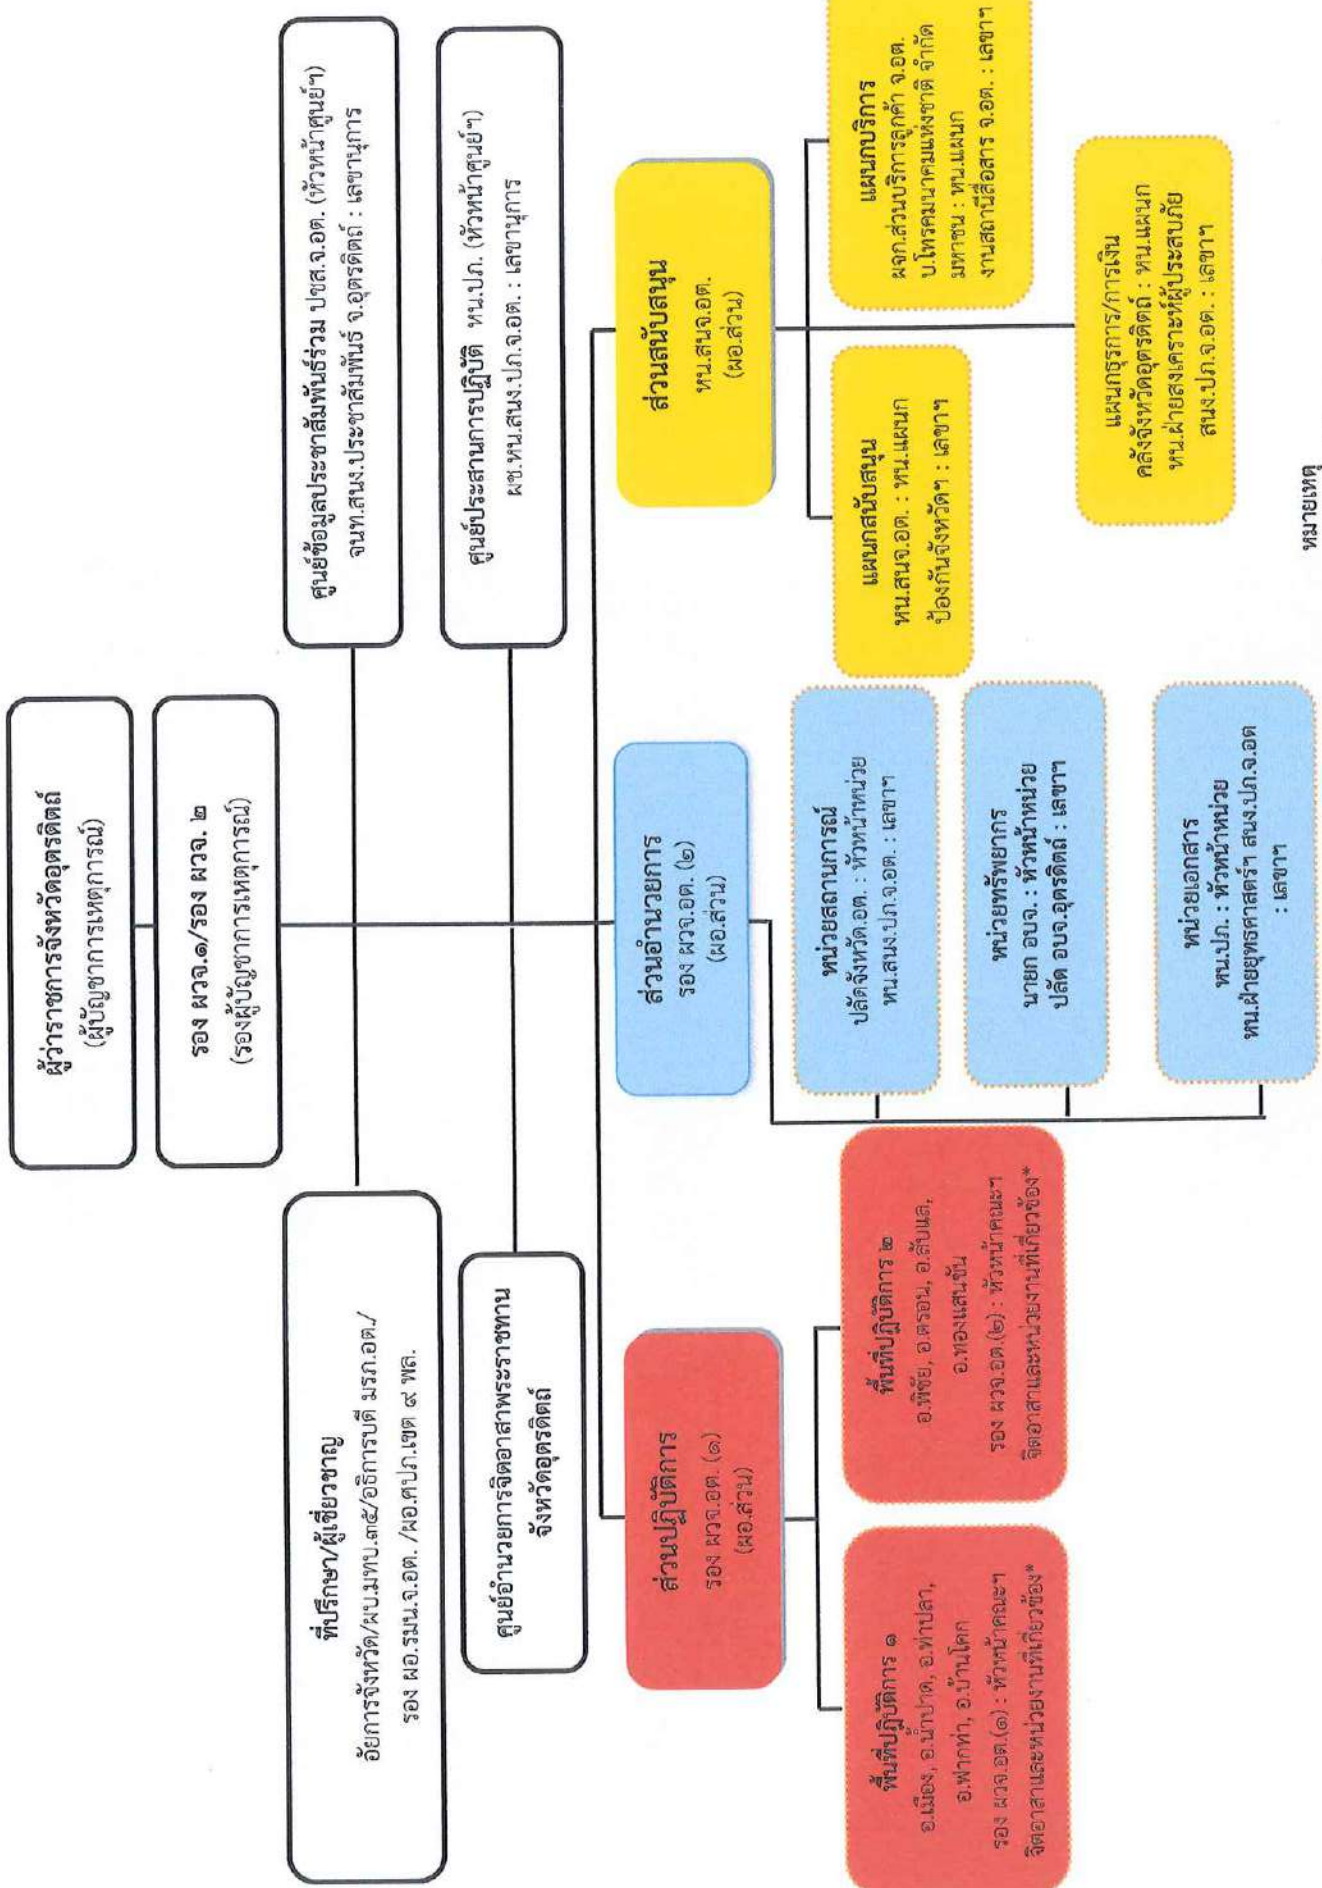 ผู้ว่าราชการจังหวัดอุตรดิตถ์
(ผู้บัญชาการเหตุการณ์)
รอง ผวจ.๑/รอง ผวจ. ๒
(รองผู้บัญชาการเหตุการณ์)
ที่ปรึกษา/ผู้เชี่ยวชาญ
อัยการจังหวัด/ผบ.มทบ.๓๕/อธิการบดี มรภ.อต./
รอง ผอ.รมน.จ.อต. /ผอ.ศปภ.เขต ๙ พล.
ศูนย์ข้อมูลประชาสัมพันธ์ร่วม ปชส.จ.อต. (หัวหน้าศูนย์ฯ)
จนท.สนง.ประชาสัมพันธ์ จ.อุตรดิตถ์ : เลขานุการ
ศูนย์อำนวยการจิตอาสาพระราชทาน
จังหวัดอุตรดิตถ์
ศูนย์ประสานการปฏิบัติ หน.ปภ. (หัวหน้าศูนย์ฯ)
ผช.หน.สนง.ปภ.จ.อต. : เลขานุการ
ส่วนปฏิบัติการ
รอง ผวจ.อต. (๑)
(ผอ.ส่วน)
ส่วนอำนวยการ
รอง ผวจ.อต. (๒)
(ผอ.ส่วน)
ส่วนสนับสนุน
หน.สนจ.อต.
(ผอ.ส่วน)
พื้นที่ปฏิบัติการ ๑
อ.เมือง, อ.น้ำปาด, อ.ท่าปลา,
อ.ฟากท่า, อ.บ้านโคก
รอง ผวจ.อต.(๑) : หัวหน้าคณะฯ
จิตอาสาและหน่วยงานที่เกี่ยวข้อง*
พื้นที่ปฏิบัติการ ๒
อ.พิชัย, อ.ตรอน, อ.ลับแล,
อ.ทองแสนขัน
รอง ผวจ.อต.(๒) : หัวหน้าคณะฯ
จิตอาสาและหน่วยงานที่เกี่ยวข้อง*
หน่วยสถานการณ์
ปลัดจังหวัด.อต. : หัวหน้าหน่วย
หน.สนง.ปภ.จ.อต. : เลขาฯ
หน่วยทรัพยากร
นายก อบจ. : หัวหน้าหน่วย
ปลัด อบจ.อุตรดิตถ์ : เลขาฯ
หน่วยเอกสาร
หน.ปภ. : หัวหน้าหน่วย
หน.ฝ่ายยุทธศาสตร์ฯ สนง.ปภ.จ.อต
: เลขาฯ
แผนกสนับสนุน
หน.สนจ.อต. : หน.แผนก
ป้องกันจังหวัดฯ : เลขาฯ
แผนกบริการ
ผจก.ส่วนบริการลูกค้า จ.อต.
บ.โทรคมนาคมแห่งชาติ จำกัด
มหาชน : หน.แผนก
งานสถานีสื่อสาร จ.อต. : เลขาฯ
แผนกธุรการ/การเงิน
คลังจังหวัดอุตรดิตถ์ : หน.แผนก
หน.ฝ่ายสงเคราะห์ผู้ประสบภัย
สนง.ปภ.จ.อต. : เลขาฯ
หมายเหตุ